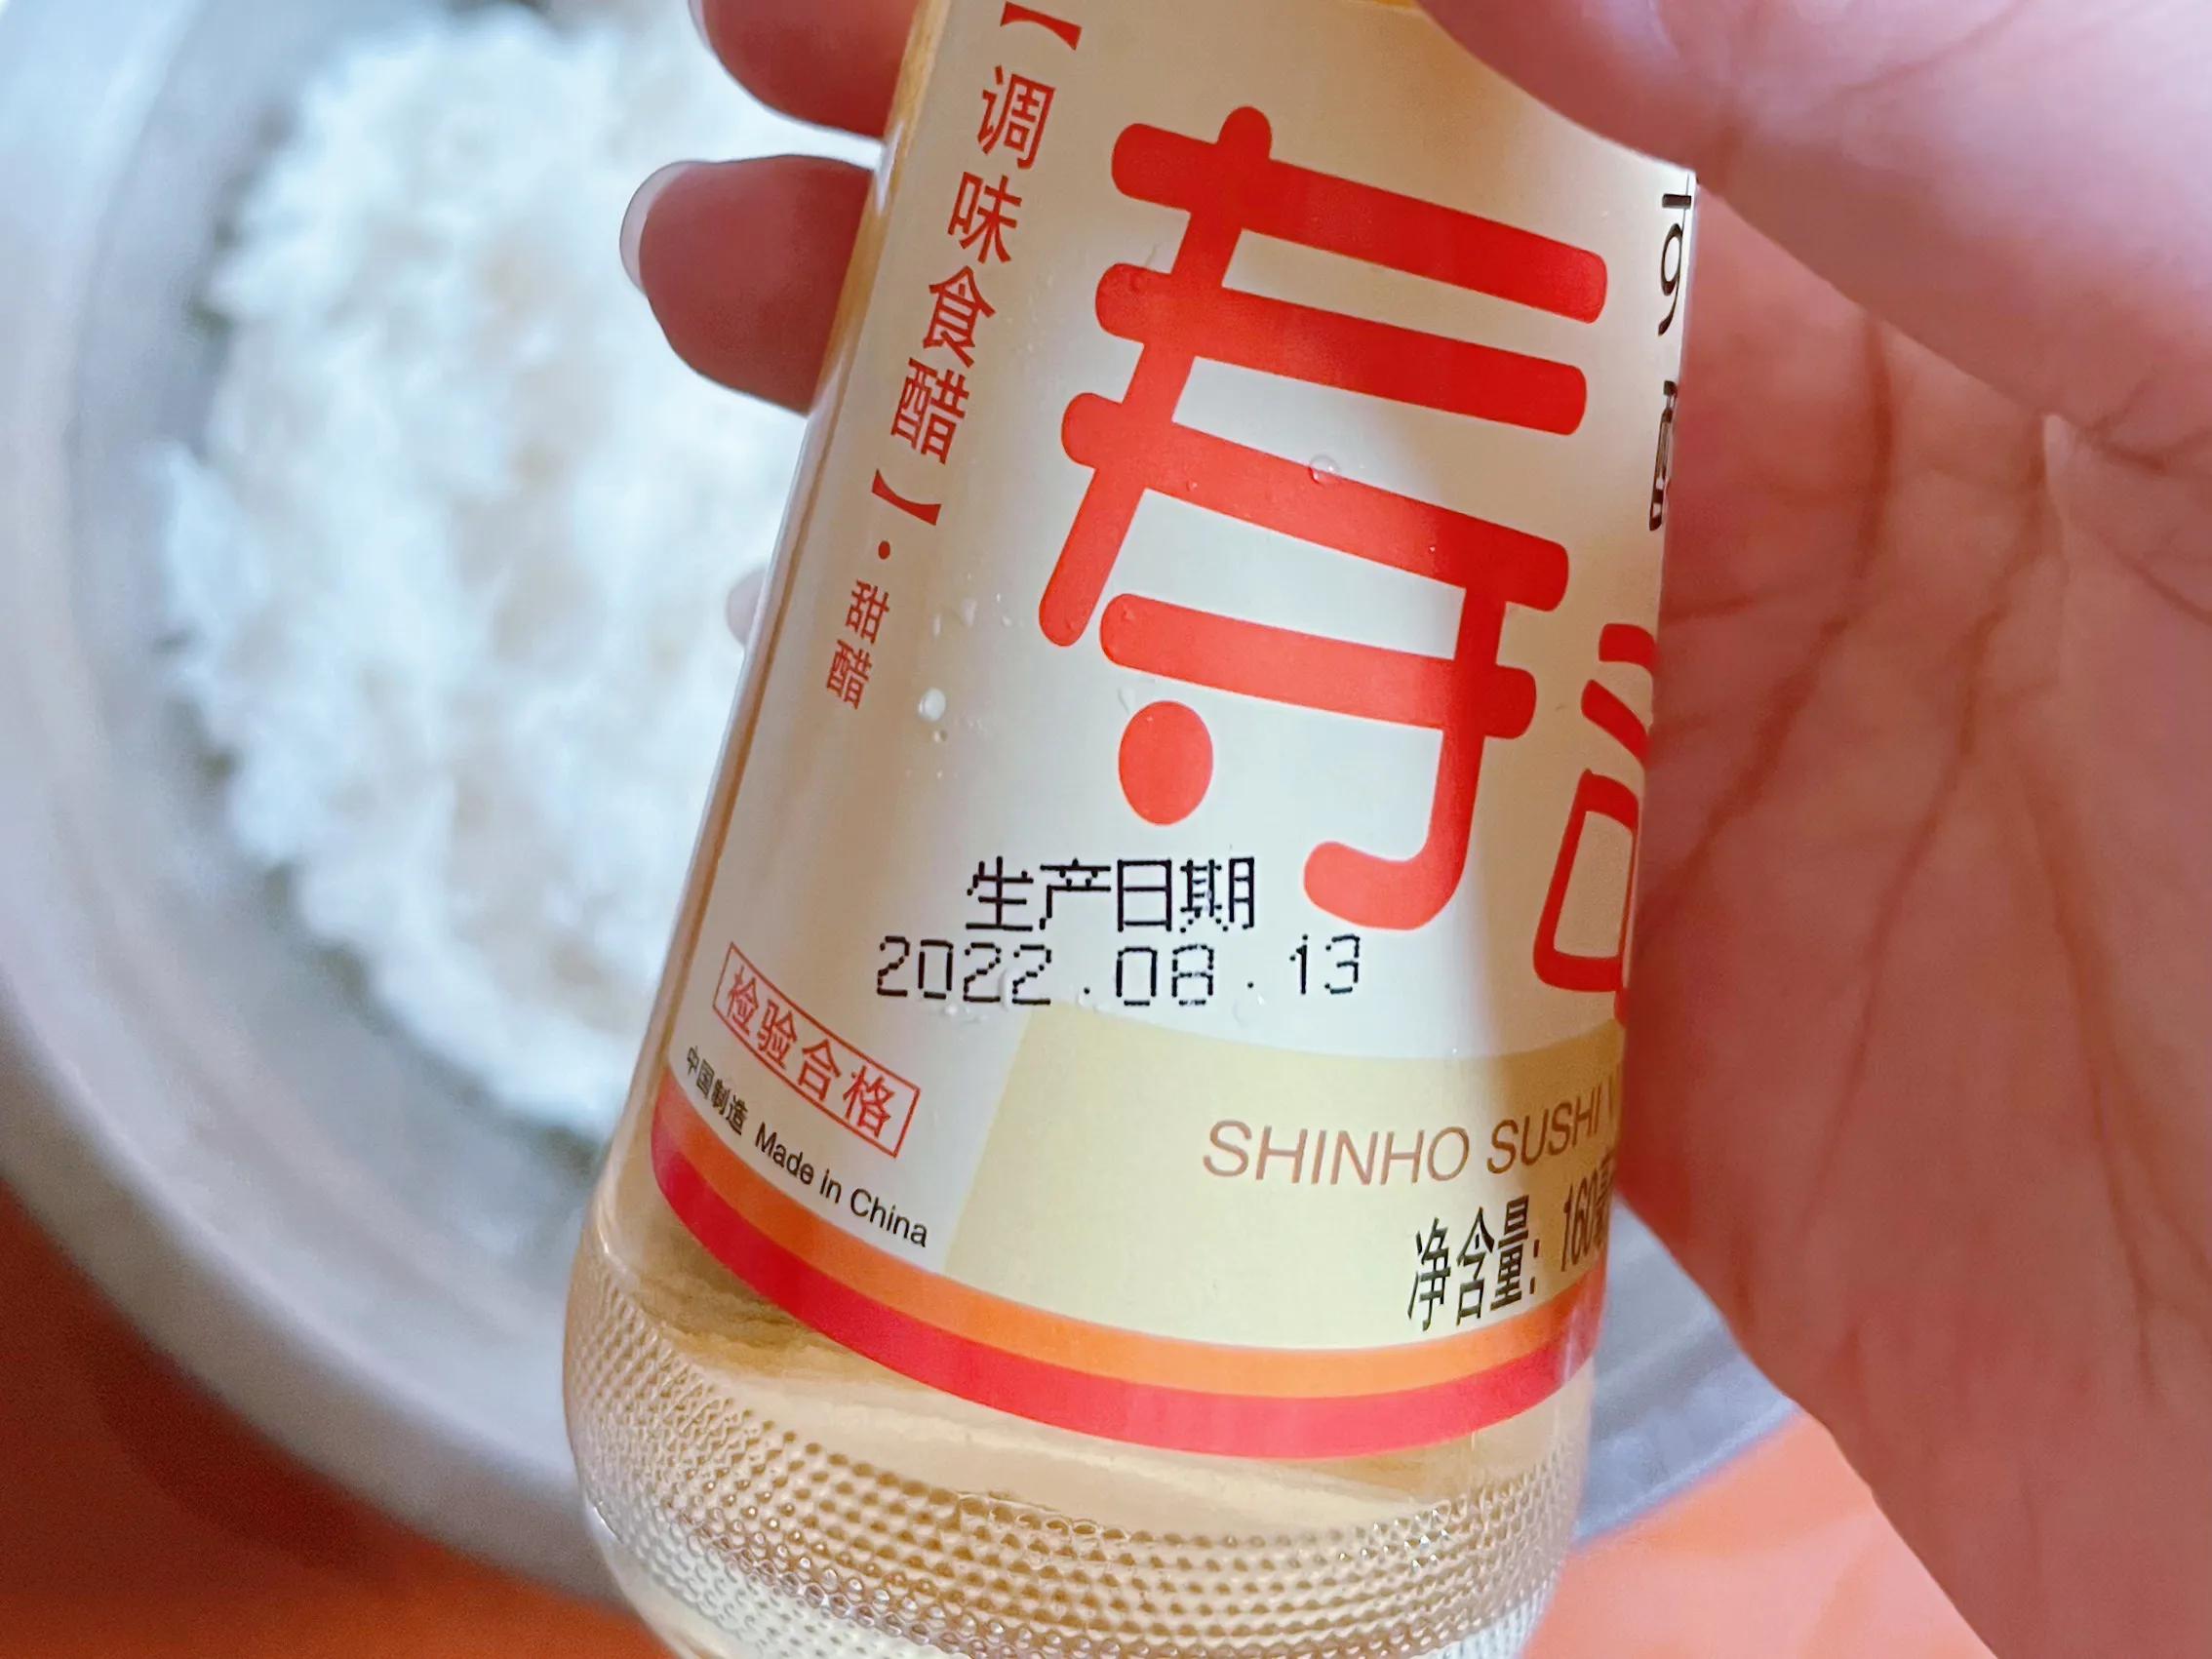 【调味食醋】·甜醋
寿
生产日期
2022.08.13
检验合格
中国制造 Made in China
SHINHO SUSHI
净含量：160